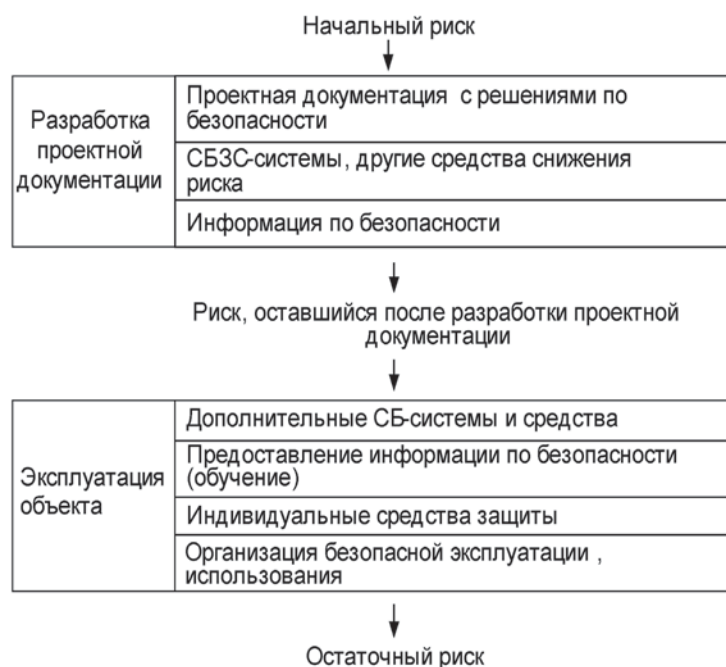 Начальный риск
Разработка
проектной
документации
Проектная документация с решениями по
безопасности
СБЗС-системы, другие средства снижения
риска
Информация по безопасности
Риск, оставшийся после разработки проектной
документации
Эксплуатация
объекта
Дополнительные СБ-системы и средства
Предоставление информации по безопасности
(обучение)
Индивидуальные средства защиты
Организация безопасной эксплуатации ,
использования
Остаточный риск